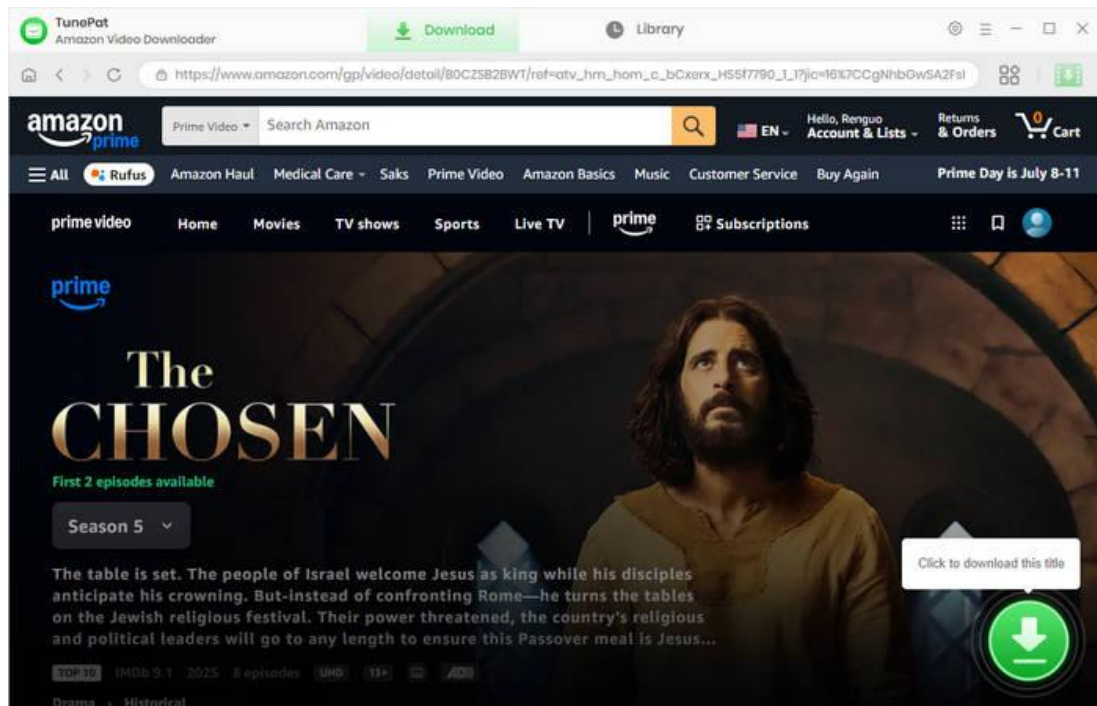 TunePat
Amazon Video Downloader
Download
Library
https://www.amazon.com/gp/video/detail/B0CZSB2BWT/ref=atv_hm_hom_c_bCxerx_HS5f7790_1_1?jic=16%7CCgNhbGwSA2Fsl
amazon prime
Prime Video
Search Amazon
EN
Hello, Renguo
Account & Lists
Returns
& Orders
0
Cart
All
Rufus
Amazon Haul
Medical Care
Saks
Prime Video
Amazon Basics
Music
Customer Service
Buy Again
Prime Day is July 8-11
prime video
Home
Movies
TV shows
Sports
Live TV
prime
Subscriptions
prime
The
CHOSEN
First 2 episodes available
Season 5
Click to download this title
The table is set. The people of Israel welcome Jesus as king while his disciples
anticipate his crowning. But-instead of confronting Rome—he turns the tables
on the Jewish religious festival. Their power threatened, the country's religious
and political leaders will go to any length to ensure this Passover meal is Jesus...
TOP 10 IMDb 9.1 2025 8 episodes UHD 13+ AD
Drama • Historical